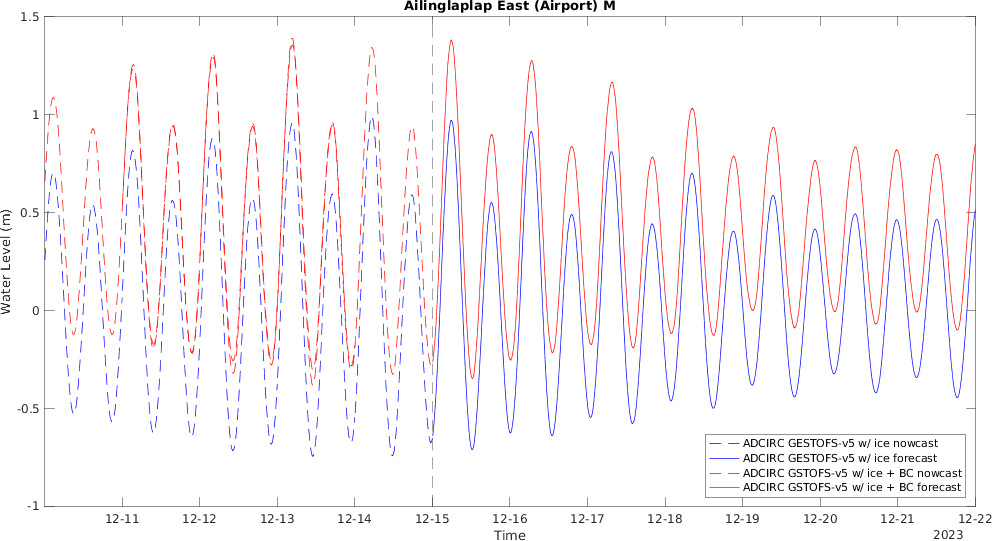 Ailinglaplap East (Airport) M
1.5
1
0.5
0
-0.5
-1
Water Level (m)
12-11 12-12 12-13 12-14 12-15 12-16 12-17 12-18 12-19 12-20 12-21 12-22
Time
2023
ADCIRC GESTOFS-v5 w/ ice nowcast
ADCIRC GESTOFS-v5 w/ ice forecast
ADCIRC GSTOFS-v5 w/ ice + BC nowcast
ADCIRC GSTOFS-v5 w/ ice + BC forecast